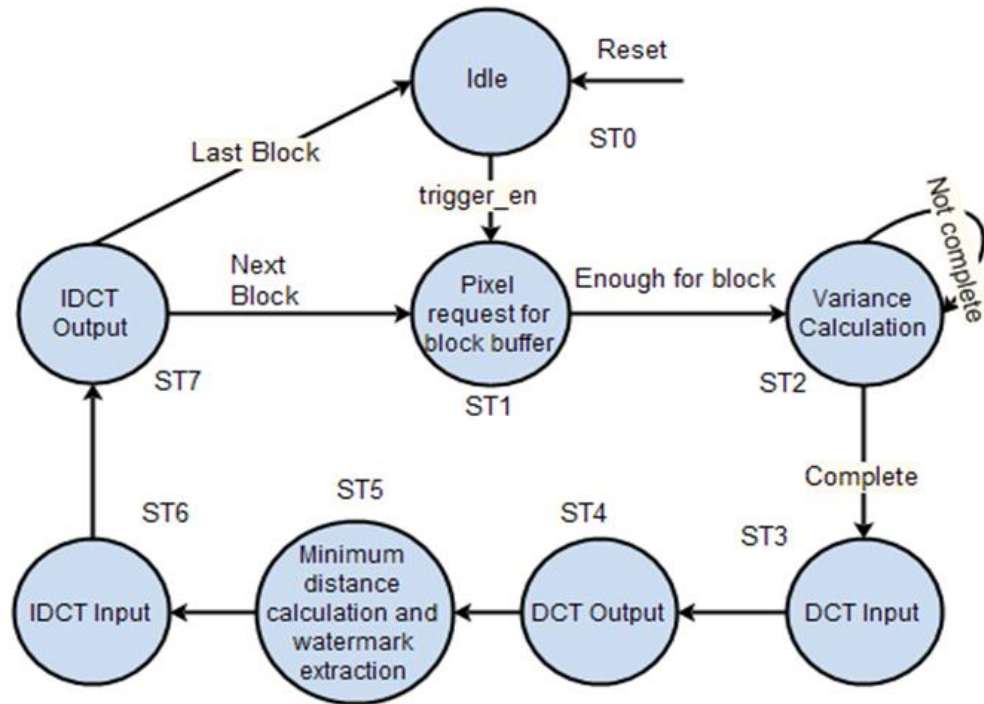 Idle
Reset
ST0
Last Block
trigger_en
IDCT
Output
ST7
Next
Block
Pixel
request for
block buffer
ST1
Enough for block
Variance
Calculation
ST2
Not complete
Complete
ST3
DCT Input
ST4
DCT Output
ST5
Minimum
distance
calculation and
watermark
extraction
ST6
IDCT Input